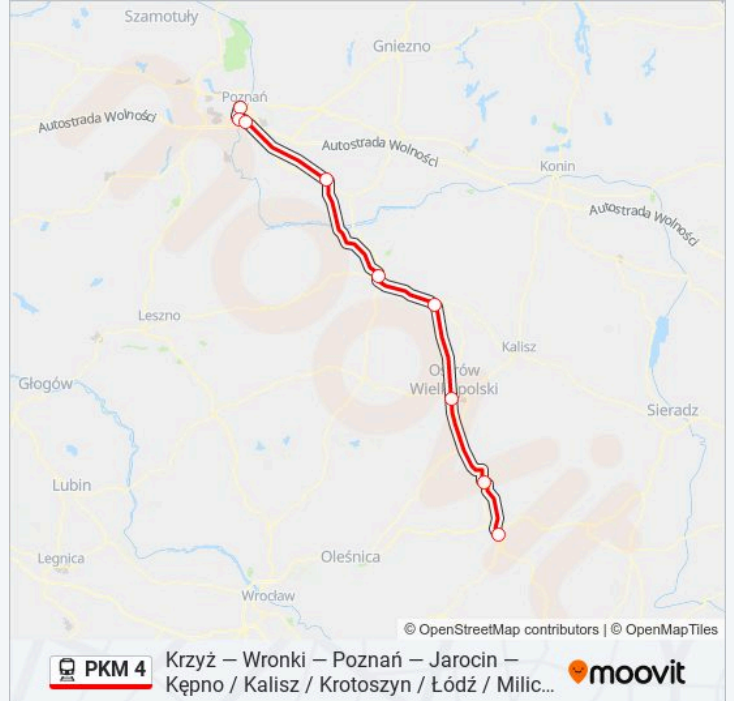 Szamotuły
Gniezno
Poznań
Autostrada Wolności
Autostrada Wolności
Konin
Autostrada Wolności
Leszno
Kalisz
Ostrów
Wielkopolski
Głogów
Sieradz
Lubin
Legnica
Oleśnica
Wrocław
moovit
© OpenStreetMap contributors | © OpenMapTiles
PKM 4
Krzyż — Wronki — Poznań — Jarocin —
Kępno / Kalisz / Krotoszyn / Łódź / Milic...
moovit